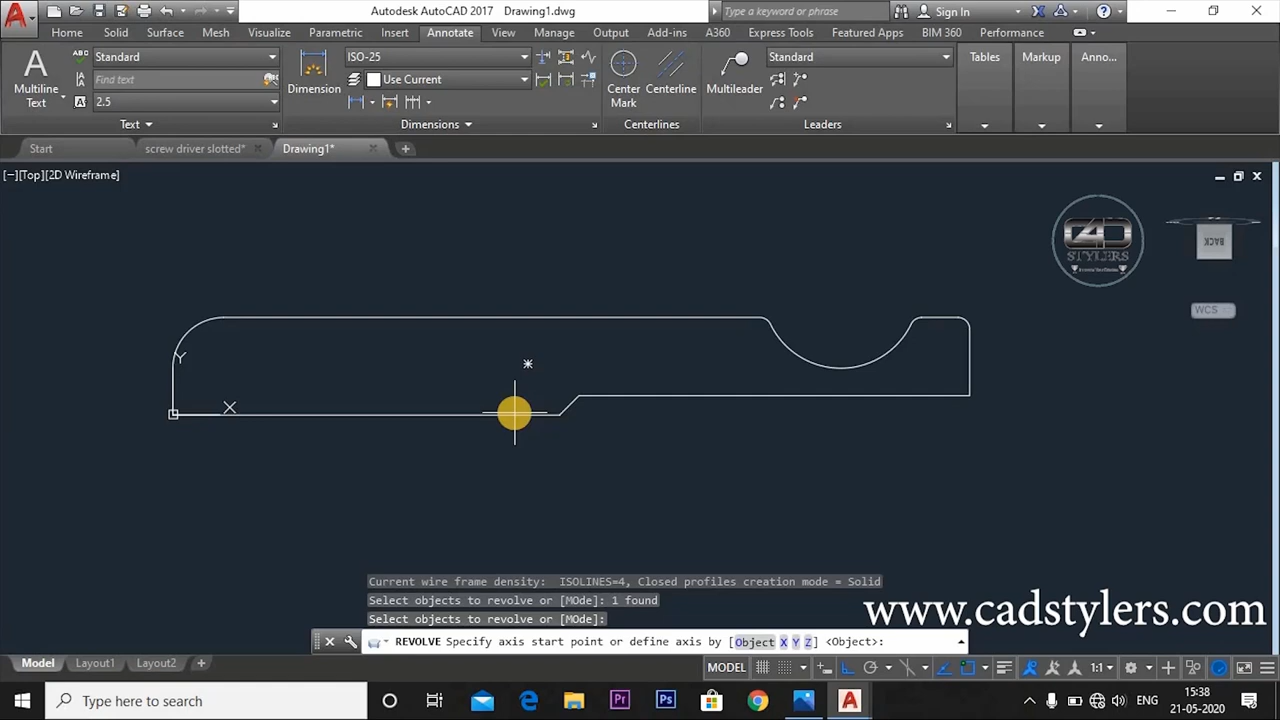 Autodesk AutoCAD 2017 Drawing1.dwg
Type a keyword or phrase
Sign In
Home Solid Surface Mesh Visualize Parametric Insert Annotate View Manage Output Add-ins A360 Express Tools Featured Apps BIM 360 Performance
Multiline Text
Standard
Find text
2.5
Text
Dimension
ISO-25
Use Current
Dimensions
Center Mark
Centerline
Centerlines
Multileader
Standard
Leaders
Tables
Markup
Anno...
Start
screw driver slotted*
Drawing1*
[−][Top][2D Wireframe]
CAD
STYLERS
BACK
WCS
Y
X
Current wire frame density: ISOLINES=4, Closed profiles creation mode = Solid
Select objects to revolve or [MOde]: 1 found
Select objects to revolve or [MOde]:
REVOLVE Specify axis start point or define axis by [Object X Y Z] <Object>:
www.cadstylers.com
Model Layout1 Layout2
MODEL
1:1
Type here to search
Pr
Ps
ENG
15:38
21-05-2020